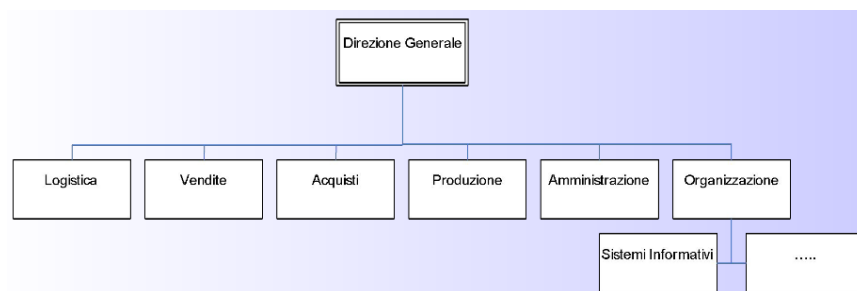 Direzione Generale
Logistica
Vendite
Acquisti
Produzione
Amministrazione
Organizzazione
Sistemi Informativi
.....